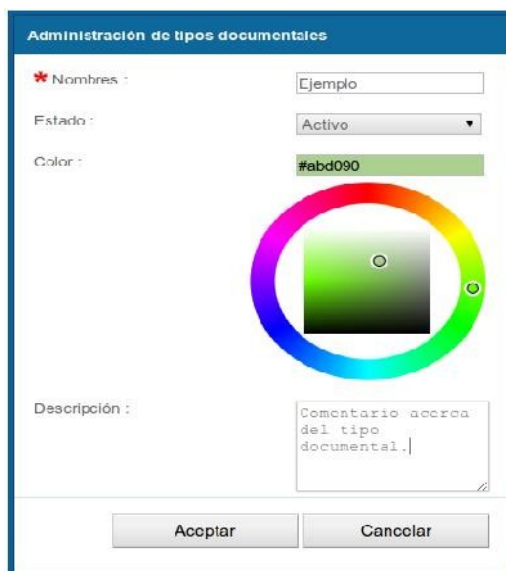 Administración de tipos documentales
* Nombres :
Ejemplo
Estado :
Activo
Color :
#abd090
Descripción :
Comentario acerca
del tipo
documental.
Aceptar
Cancelar